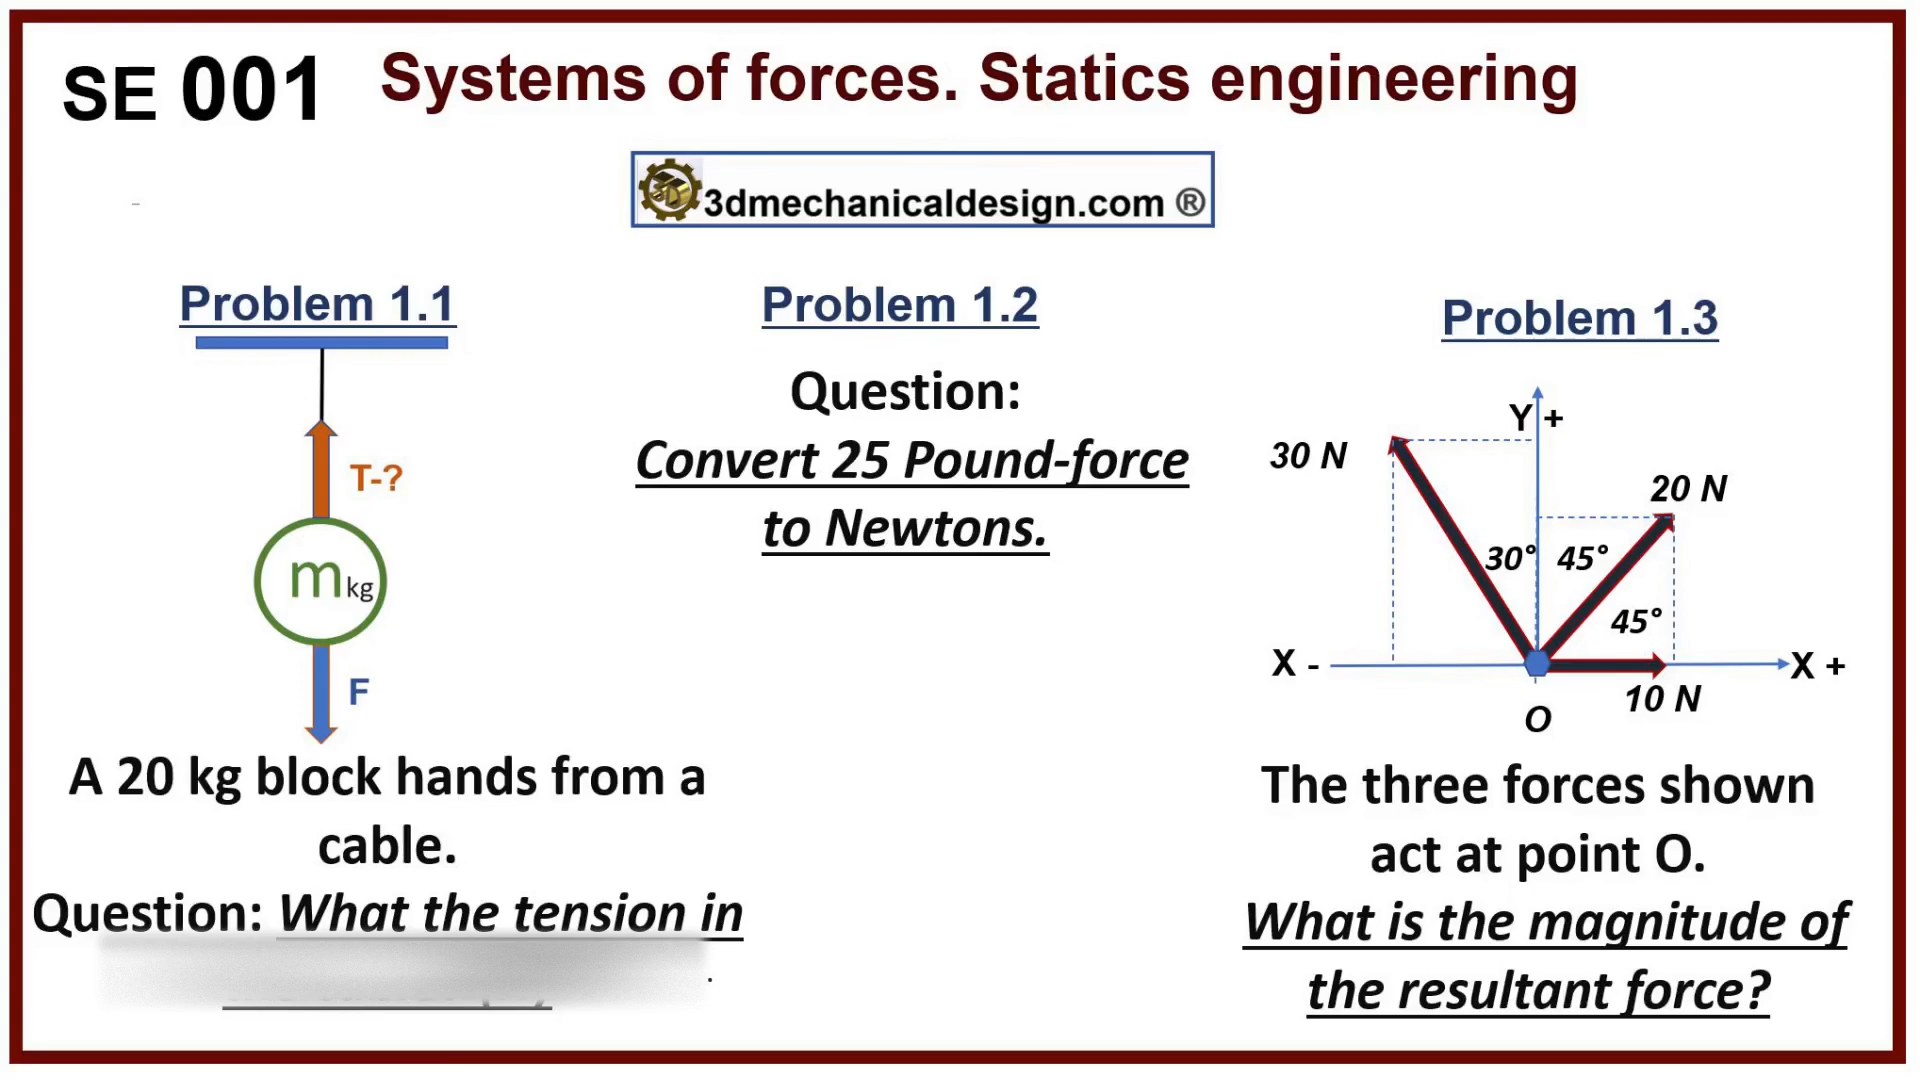 SE 001 Systems of forces. Statics engineering
3D
3dmechanicaldesign.com ®
Problem 1.1
T-?
m kg
F
A 20 kg block hands from a
cable.
Question: What the tension in
Problem 1.2
Question:
Convert 25 Pound-force
to Newtons.
Problem 1.3
Y +
30 N
20 N
30° 45°
45°
X -
X +
10 N
O
The three forces shown
act at point O.
What is the magnitude of
the resultant force?